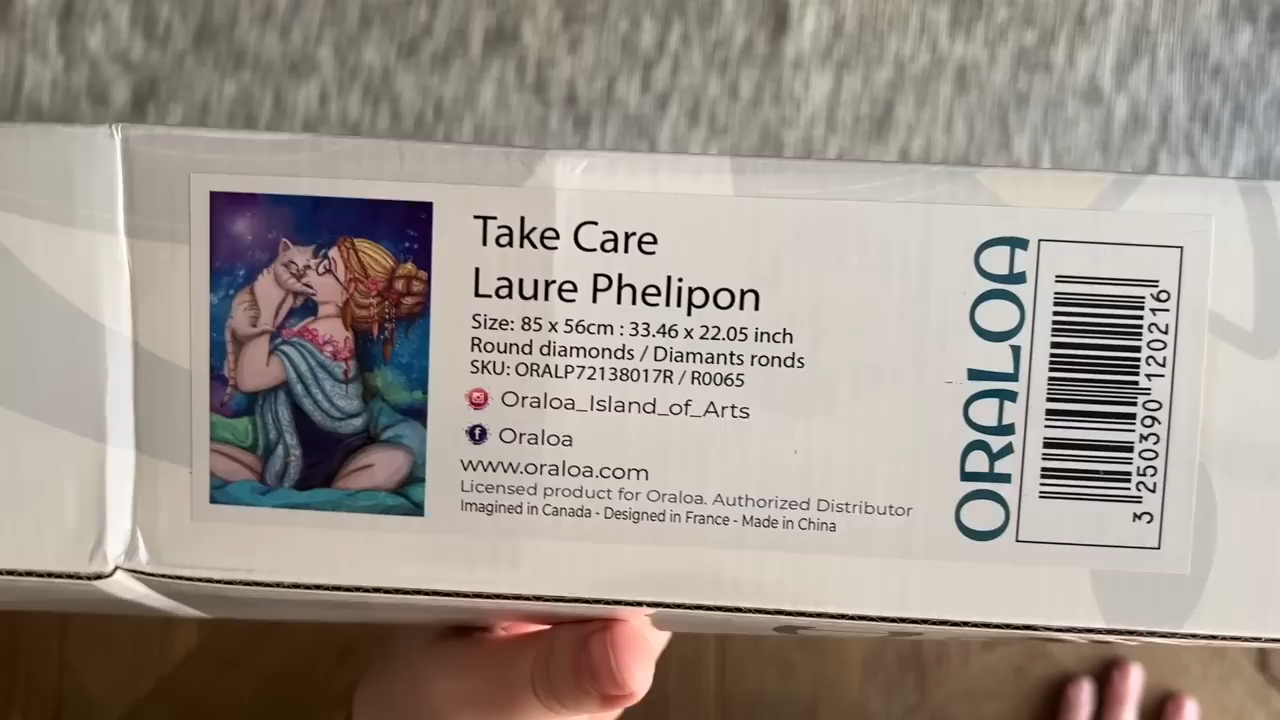 Take Care
Laure Phelipon
Size: 85 x 56cm : 33.46 x 22.05 inch
Round diamonds / Diamants ronds
SKU: ORALP72138017R / R0065
Oraloa_Island_of_Arts
Oraloa
www.oraloa.com
Licensed product for Oraloa. Authorized Distributor
Imagined in Canada - Designed in France - Made in China
ORALOA
3 250390 120216